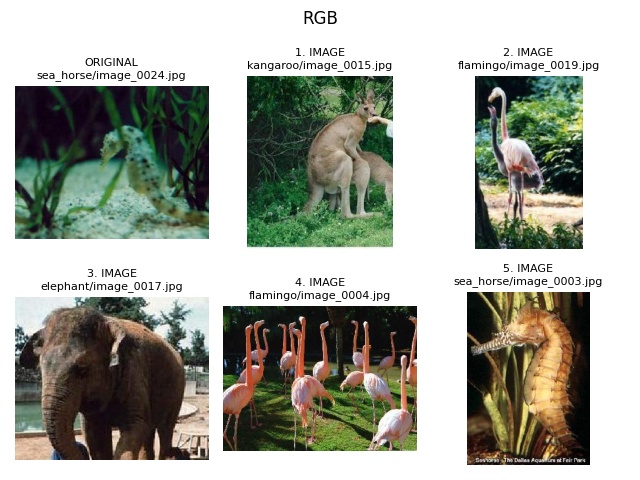 RGB
ORIGINAL
sea_horse/image_0024.jpg
1. IMAGE
kangaroo/image_0015.jpg
2. IMAGE
flamingo/image_0019.jpg
3. IMAGE
elephant/image_0017.jpg
4. IMAGE
flamingo/image_0004.jpg
5. IMAGE
sea_horse/image_0003.jpg
Seahorse - The Dallas Aquarium at Fair Park